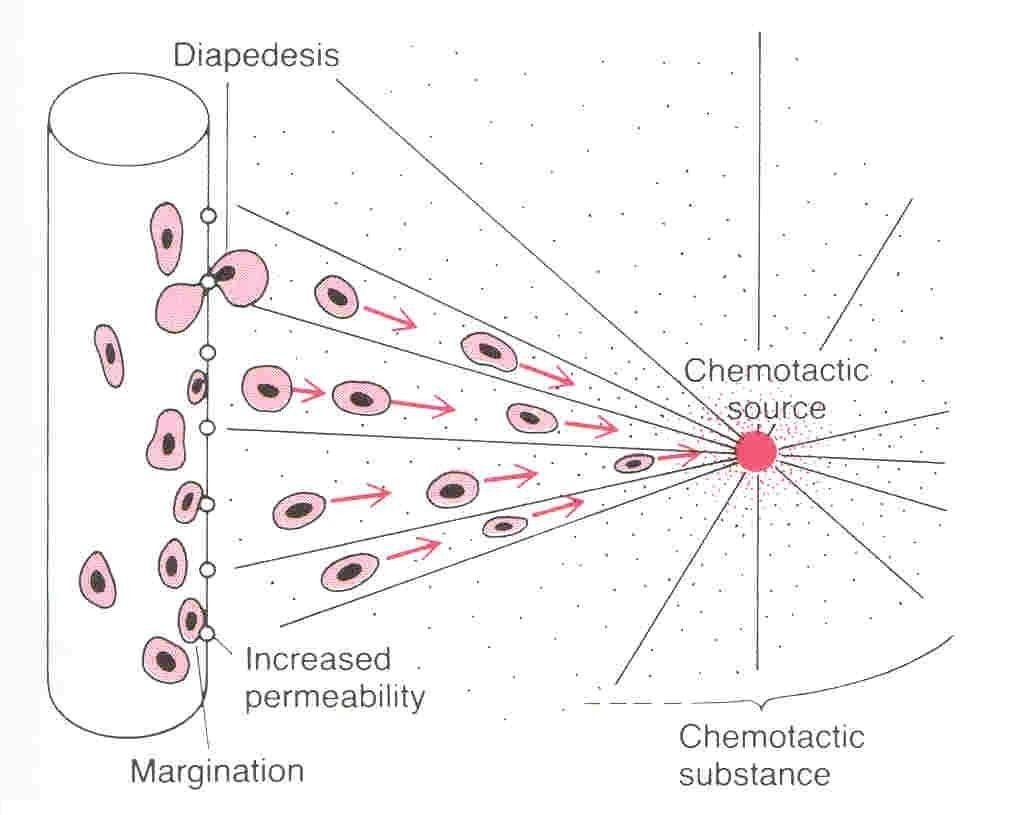 Diapedesis
Chemotactic
source
Increased
permeability
Chemotactic
substance
Margination